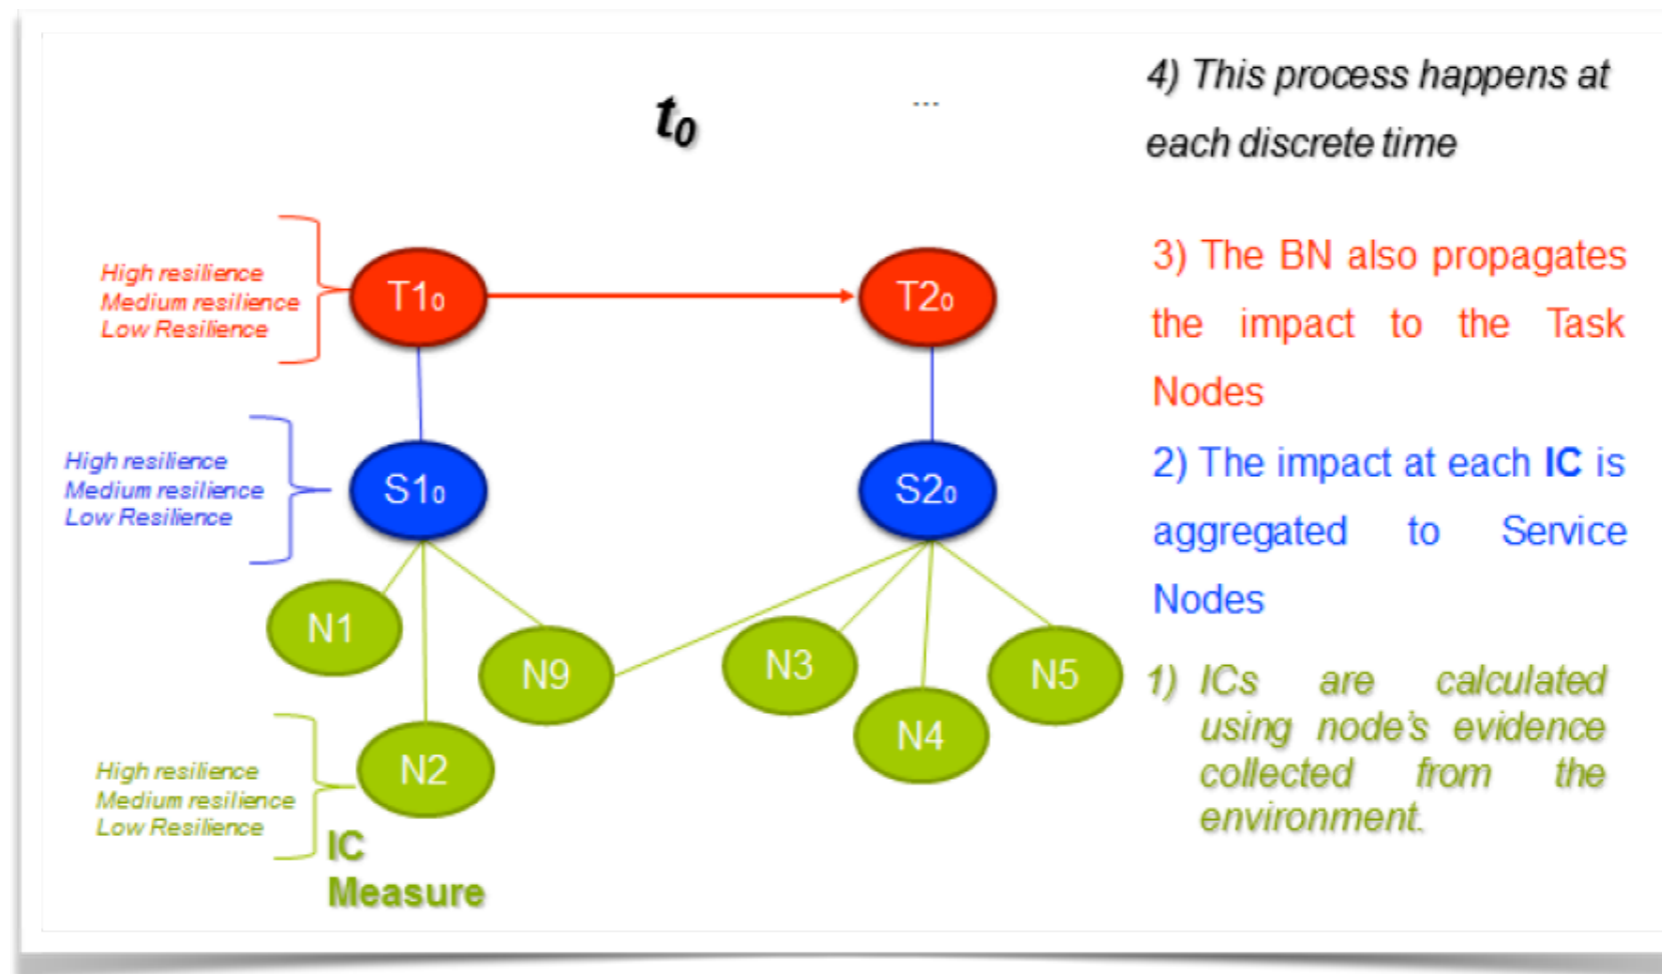 t0
...
4) This process happens at
each discrete time
High resilience
Medium resilience
Low Resilience
T10
T20
3) The BN also propagates
the impact to the Task
Nodes
High resilience
Medium resilience
Low Resilience
S10
S20
2) The impact at each IC is
aggregated to Service
Nodes
N1
N9
N3
N4
N5
1) ICs are calculated
using node's evidence
collected from the
environment.
High resilience
Medium resilience
Low Resilience
N2
IC
Measure